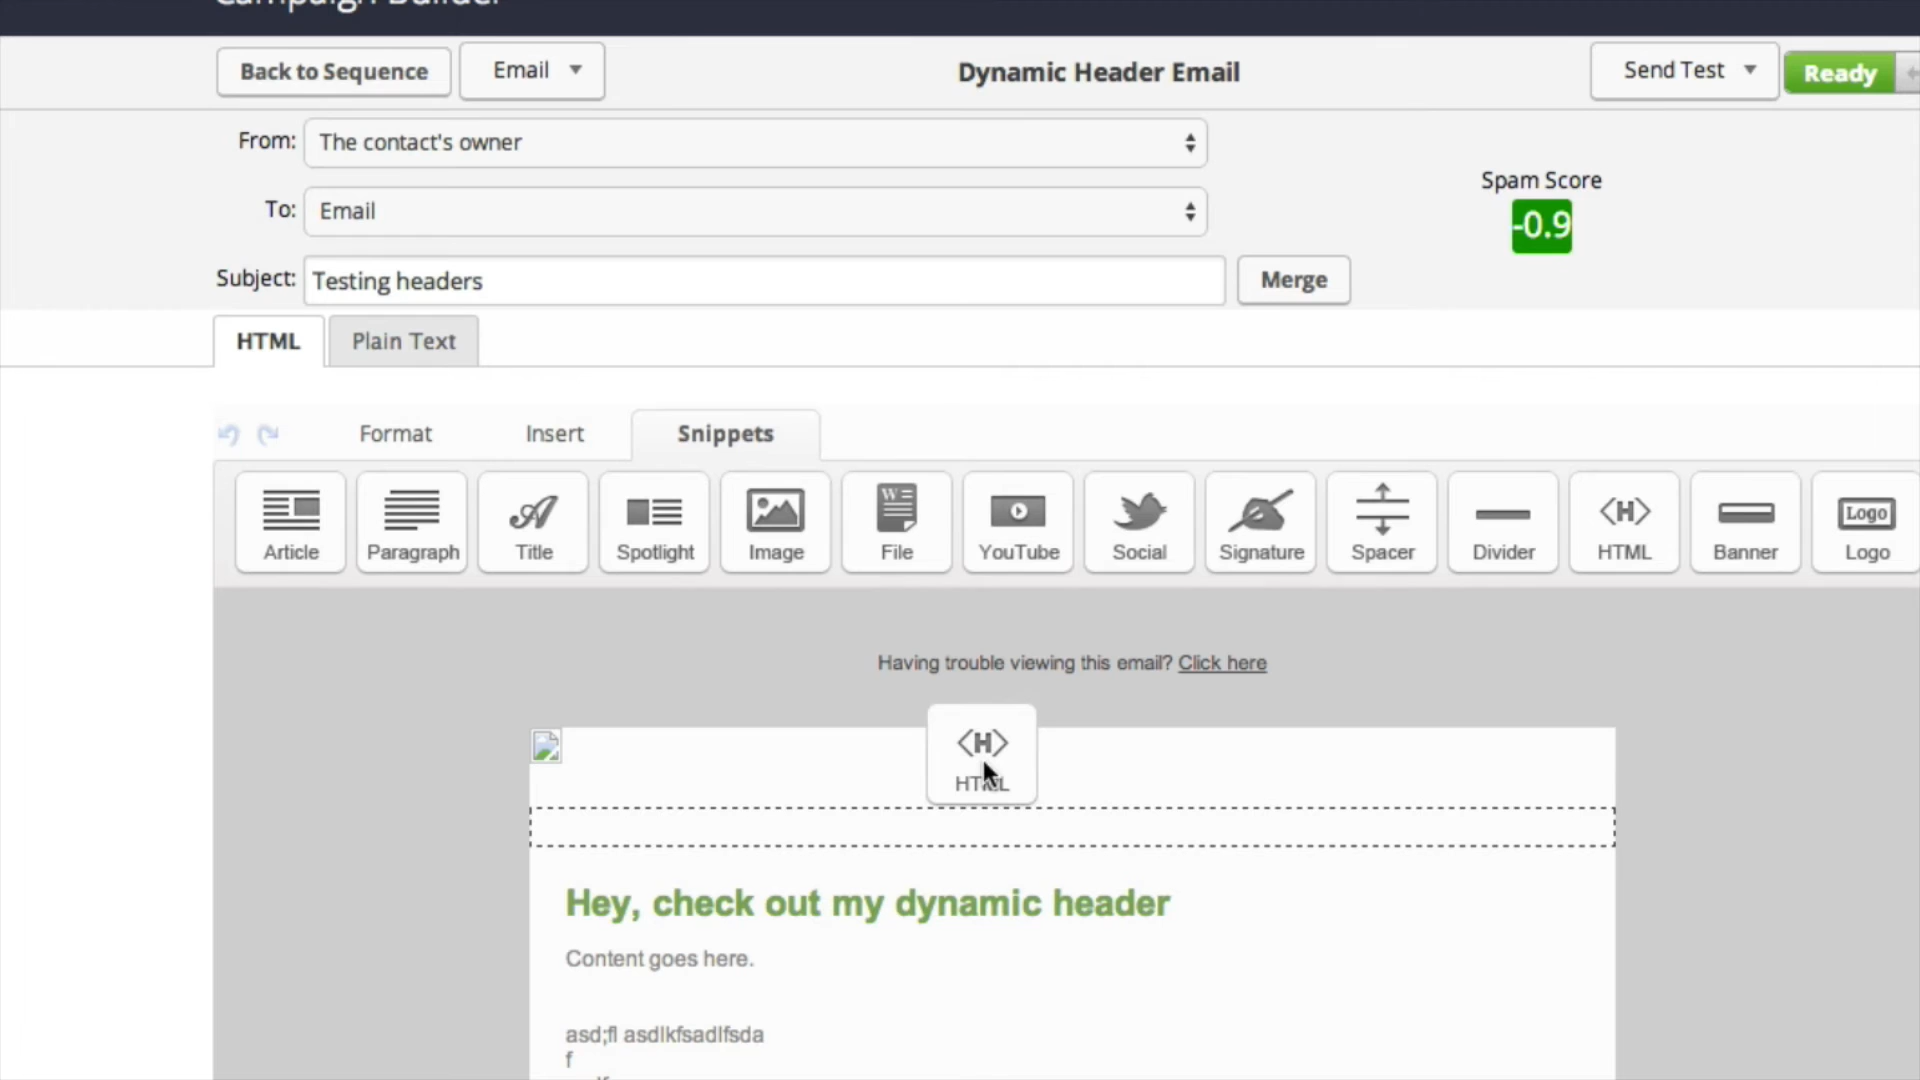 Campaign Builder
Back to Sequence
Email
Dynamic Header Email
Send Test
Ready
From:
The contact's owner
Spam Score
To:
Email
-0.9
Subject:
Testing headers
Merge
HTML
Plain Text
Format
Insert
Snippets
Article
Paragraph
Title
Spotlight
Image
File
YouTube
Social
Signature
Spacer
Divider
HTML
Banner
Logo
Logo
Having trouble viewing this email? Click here
HTML
Hey, check out my dynamic header
Content goes here.
asd;fl asdlkfsadlfsda
f